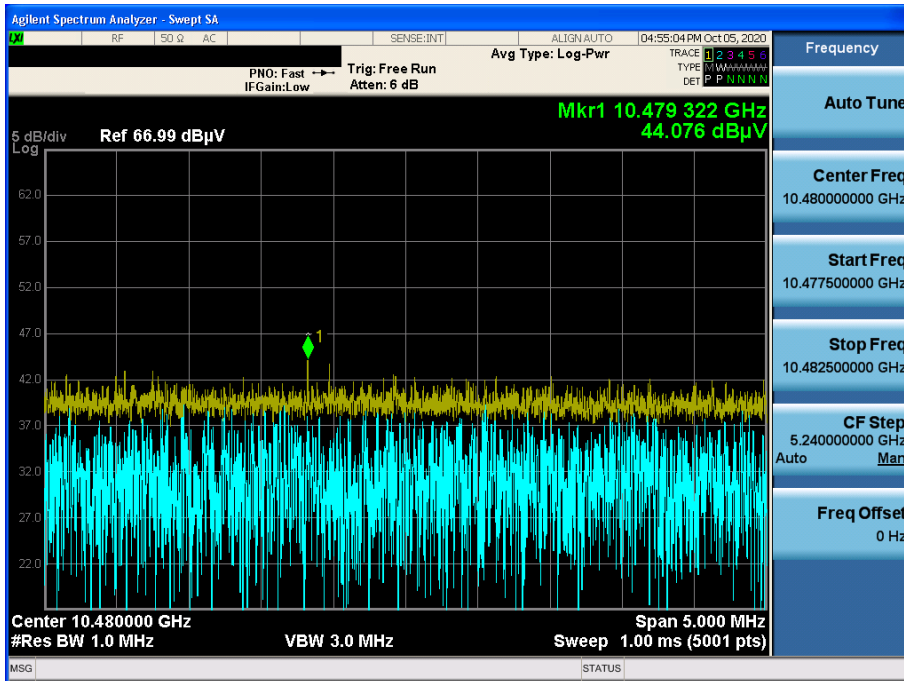 Agilent Spectrum Analyzer - Swept SA
LXI RF 50 Ω AC SENSE:INT ALIGN AUTO 04:55:04 PM Oct 05, 2020
Frequency
Avg Type: Log-Pwr TRACE 1 2 3 4 5 6
PNO: Fast Trig: Free Run TYPE M WWWWW
IFGain:Low Atten: 6 dB DET P P N N N N
Auto Tune
Mkr1 10.479 322 GHz
44.076 dBµV
5 dB/div Ref 66.99 dBµV
Log
Center Freq
10.480000000 GHz
62.0
57.0
Start Freq
10.477500000 GHz
52.0
47.0
1
Stop Freq
10.482500000 GHz
42.0
37.0
CF Step
5.240000000 GHz
Auto Man
32.0
27.0
Freq Offset
0 Hz
22.0
Center 10.480000 GHz Span 5.000 MHz
#Res BW 1.0 MHz VBW 3.0 MHz Sweep 1.00 ms (5001 pts)
MSG STATUS